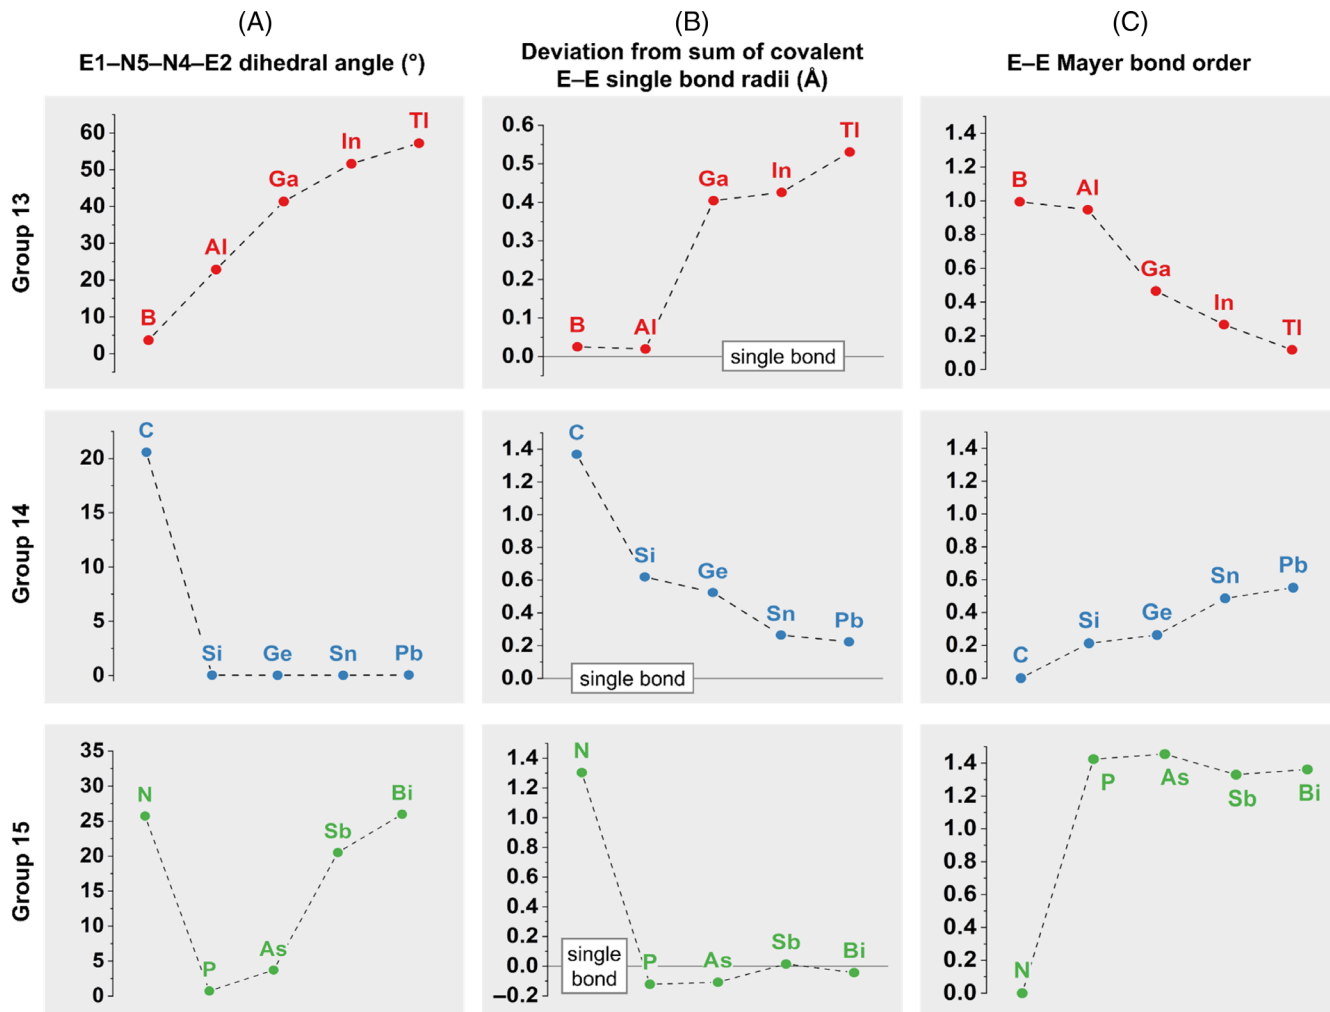 (A) (B) (C)
E1–N5–N4–E2 dihedral angle (°)
Deviation from sum of covalent
E–E single bond radii (Å)
E–E Mayer bond order
Group 13
60
50
40
30
20
10
0
B
Al
Ga
In
Tl
0.6
0.5
0.4
0.3
0.2
0.1
0.0
B
Al
Ga
In
Tl
single bond
1.4
1.2
1.0
0.8
0.6
0.4
0.2
0.0
B
Al
Ga
In
Tl
Group 14
20
15
10
5
0
C
Si
Ge
Sn
Pb
1.4
1.2
1.0
0.8
0.6
0.4
0.2
0.0
C
Si
Ge
Sn
Pb
single bond
1.4
1.2
1.0
0.8
0.6
0.4
0.2
0.0
C
Si
Ge
Sn
Pb
Group 15
35
30
25
20
15
10
5
0
N
P
As
Sb
Bi
1.4
1.2
1.0
0.8
0.6
0.4
0.2
0.0
–0.2
N
P
As
Sb
Bi
single
bond
1.4
1.2
1.0
0.8
0.6
0.4
0.2
0.0
N
P
As
Sb
Bi